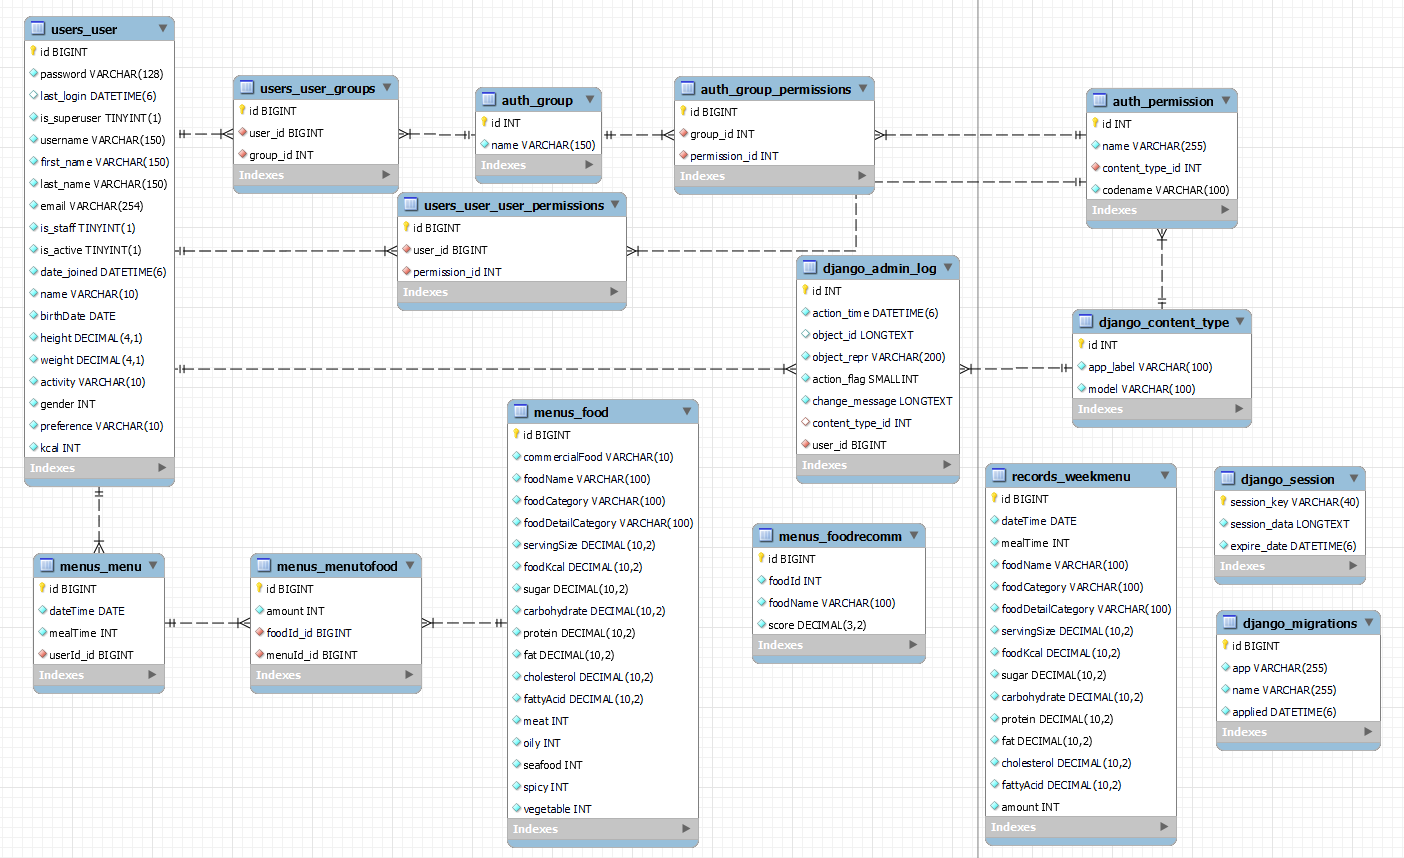 users_user
id BIGINT
password VARCHAR(128)
last_login DATETIME(6)
is_superuser TINYINT(1)
username VARCHAR(150)
first_name VARCHAR(150)
last_name VARCHAR(150)
email VARCHAR(254)
is_staff TINYINT(1)
is_active TINYINT(1)
date_joined DATETIME(6)
name VARCHAR(10)
birthDate DATE
height DECIMAL(4,1)
weight DECIMAL(4,1)
activity VARCHAR(10)
gender INT
preference VARCHAR(10)
kcal INT
Indexes
users_user_groups
id BIGINT
user_id BIGINT
group_id INT
Indexes
auth_group
id INT
name VARCHAR(150)
Indexes
auth_group_permissions
id BIGINT
group_id INT
permission_id INT
Indexes
auth_permission
id INT
name VARCHAR(255)
content_type_id INT
codename VARCHAR(100)
Indexes
users_user_user_permissions
id BIGINT
user_id BIGINT
permission_id INT
Indexes
django_admin_log
id INT
action_time DATETIME(6)
object_id LONGTEXT
object_repr VARCHAR(200)
action_flag SMALLINT
change_message LONGTEXT
content_type_id INT
user_id BIGINT
Indexes
django_content_type
id INT
app_label VARCHAR(100)
model VARCHAR(100)
Indexes
menus_menu
id BIGINT
dateTime DATE
mealTime INT
userId_id BIGINT
Indexes
menus_menutofood
id BIGINT
amount INT
foodId_id BIGINT
menuId_id BIGINT
Indexes
menus_food
id BIGINT
commercialFood VARCHAR(10)
foodName VARCHAR(100)
foodCategory VARCHAR(100)
foodDetailCategory VARCHAR(100)
servingSize DECIMAL(10,2)
foodKcal DECIMAL(10,2)
sugar DECIMAL(10,2)
carbohydrate DECIMAL(10,2)
protein DECIMAL(10,2)
fat DECIMAL(10,2)
cholesterol DECIMAL(10,2)
fattyAcid DECIMAL(10,2)
meat INT
oily INT
seafood INT
spicy INT
vegetable INT
Indexes
menus_foodrecomm
id BIGINT
foodId INT
foodName VARCHAR(100)
score DECIMAL(3,2)
Indexes
records_weekmenu
id BIGINT
dateTime DATE
mealTime INT
foodName VARCHAR(100)
foodCategory VARCHAR(100)
foodDetailCategory VARCHAR(100)
servingSize DECIMAL(10,2)
foodKcal DECIMAL(10,2)
sugar DECIMAL(10,2)
carbohydrate DECIMAL(10,2)
protein DECIMAL(10,2)
fat DECIMAL(10,2)
cholesterol DECIMAL(10,2)
fattyAcid DECIMAL(10,2)
amount INT
Indexes
django_session
session_key VARCHAR(40)
session_data LONGTEXT
expire_date DATETIME(6)
Indexes
django_migrations
id BIGINT
app VARCHAR(255)
name VARCHAR(255)
applied DATETIME(6)
Indexes